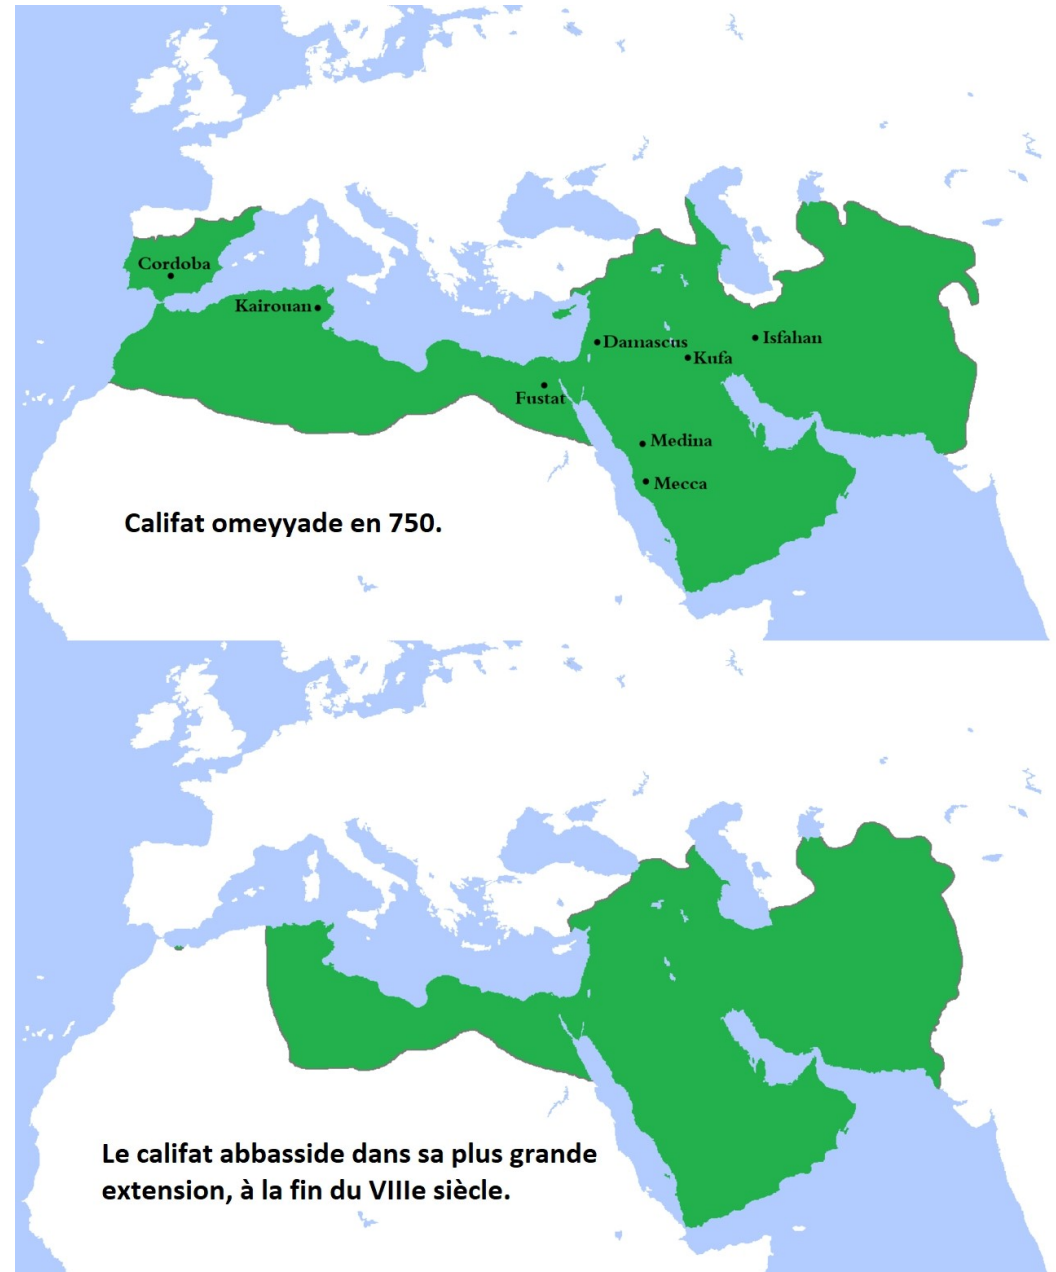 Cordoba
Kairouan
Damascus
Isfahan
Kufa
Fustat
Medina
Mecca
Califat omeyyade en 750.
Le califat abbasside dans sa plus grande
extension, à la fin du VIIIe siècle.